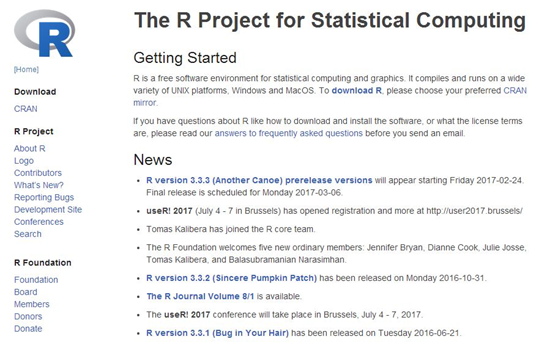 R
[Home]
Download
CRAN
R Project
About R
Logo
Contributors
What's New?
Reporting Bugs
Development Site
Conferences
Search
R Foundation
Foundation
Board
Members
Donors
Donate
The R Project for Statistical Computing
Getting Started
R is a free software environment for statistical computing and graphics. It compiles and runs on a wide
variety of UNIX platforms, Windows and MacOS. To download R, please choose your preferred CRAN
mirror.
If you have questions about R like how to download and install the software, or what the license terms
are, please read our answers to frequently asked questions before you send an email.
News
• R version 3.3.3 (Another Canoe) prerelease versions will appear starting Friday 2017-02-24.
Final release is scheduled for Monday 2017-03-06.
• useR! 2017 (July 4 - 7 in Brussels) has opened registration and more at http://user2017.brussels/
• Tomas Kalibera has joined the R core team.
• The R Foundation welcomes five new ordinary members: Jennifer Bryan, Dianne Cook, Julie Josse,
Tomas Kalibera, and Balasubramanian Narasimhan.
• R version 3.3.2 (Sincere Pumpkin Patch) has been released on Monday 2016-10-31.
• The R Journal Volume 8/1 is available.
• The useR! 2017 conference will take place in Brussels, July 4 - 7, 2017.
• R version 3.3.1 (Bug in Your Hair) has been released on Tuesday 2016-06-21.